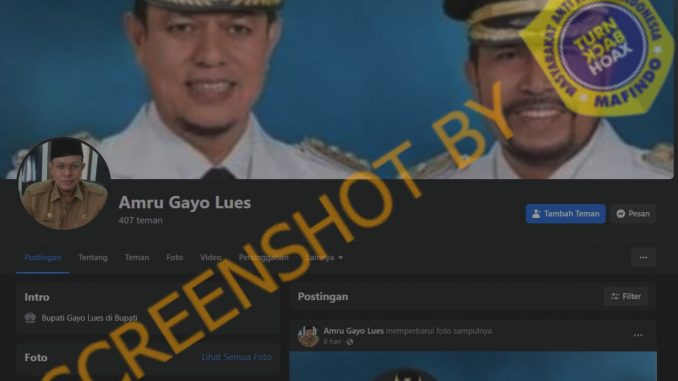 TURN
BACK
HOAX
MASYARAKAT ANTI FITNAH INDONESIA
MAFINDO
SCREENSHOT BY
Amru Gayo Lues
407 teman
Tambah Teman
Pesan
Postingan Tentang Teman Foto Video Persinggahan Lainnya
Intro
Bupati Gayo Lues di Bupati
Foto
Lihat Semua Foto
Postingan
Filter
Amru Gayo Lues memperbarui foto sampulnya.
6 hari ·